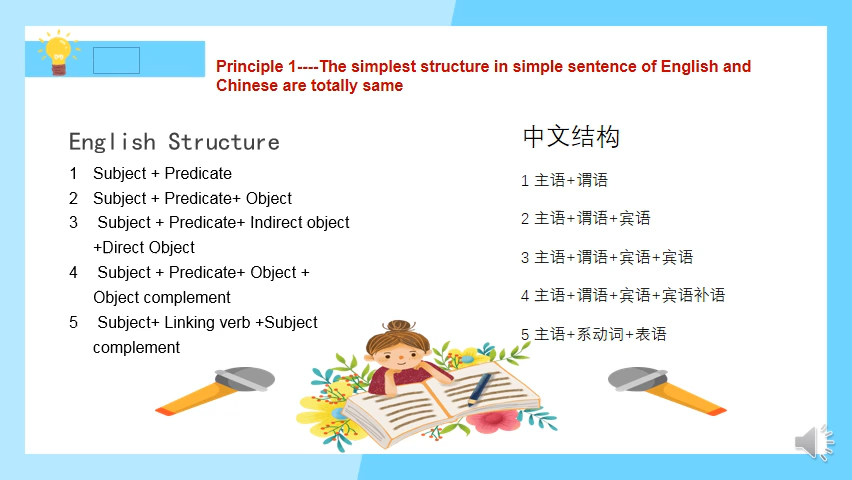 Principle 1----The simplest structure in simple sentence of English and
Chinese are totally same
English Structure
1 Subject + Predicate
2 Subject + Predicate+ Object
3 Subject + Predicate+ Indirect object
+Direct Object
4 Subject + Predicate+ Object +
Object complement
5 Subject+ Linking verb +Subject
complement
中文结构
1 主语+谓语
2 主语+谓语+宾语
3 主语+谓语+宾语+宾语
4 主语+谓语+宾语+宾语补语
5 主语+系动词+表语